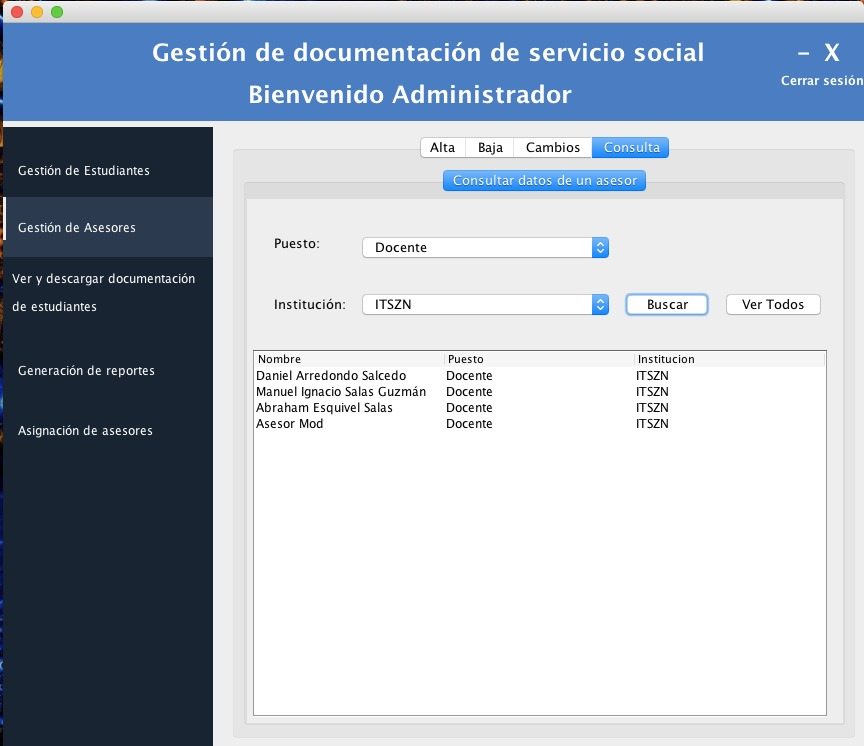 Gestión de documentación de servicio social
– X
Bienvenido Administrador
Cerrar sesión
Gestión de Estudiantes
Gestión de Asesores
Ver y descargar documentación
de estudiantes
Generación de reportes
Asignación de asesores
Alta Baja Cambios Consulta
Consultar datos de un asesor
Puesto: Docente
Institución: ITSZN Buscar Ver Todos
Nombre Puesto Institucion
Daniel Arredondo Salcedo Docente ITSZN
Manuel Ignacio Salas Guzmán Docente ITSZN
Abraham Esquivel Salas Docente ITSZN
Asesor Mod Docente ITSZN